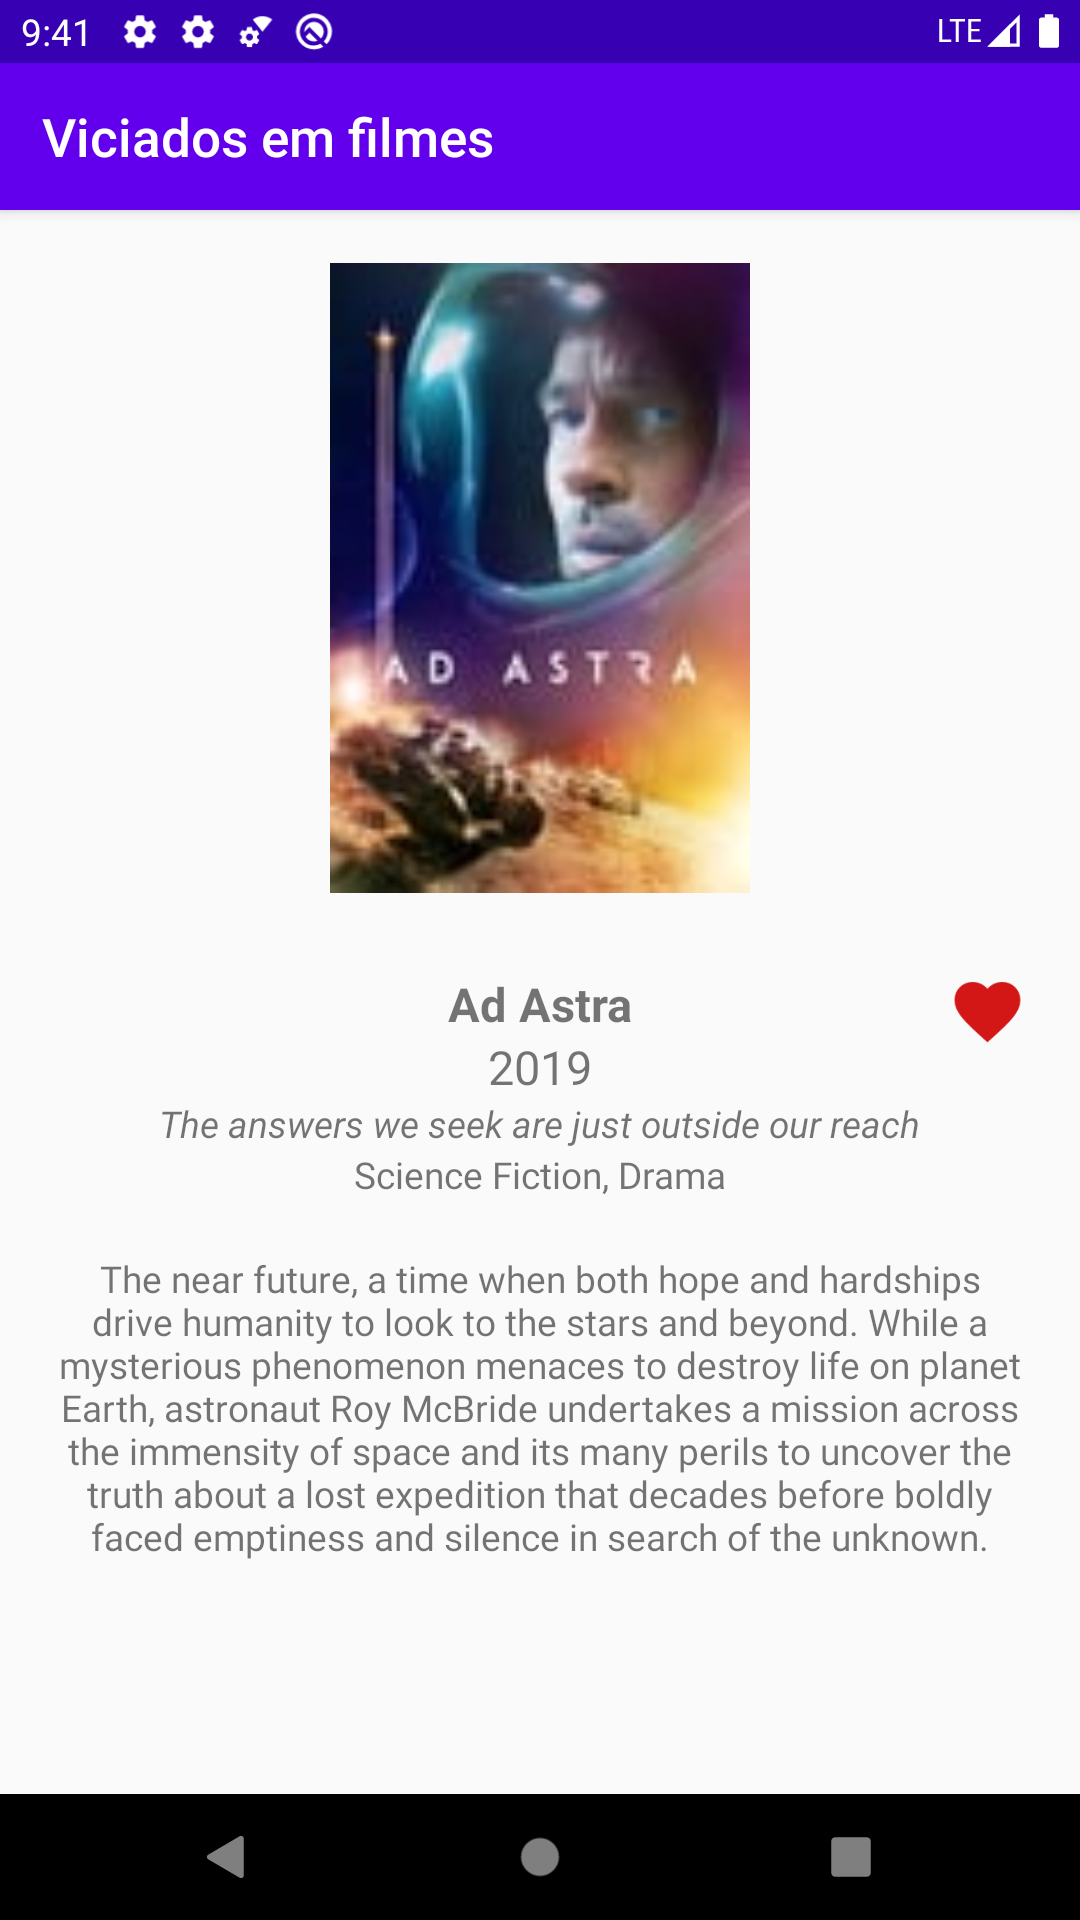 9:41
LTE
Viciados em filmes
AD ASTRA
Ad Astra
2019
The answers we seek are just outside our reach
Science Fiction, Drama
The near future, a time when both hope and hardships
drive humanity to look to the stars and beyond. While a
mysterious phenomenon menaces to destroy life on planet
Earth, astronaut Roy McBride undertakes a mission across
the immensity of space and its many perils to uncover the
truth about a lost expedition that decades before boldly
faced emptiness and silence in search of the unknown.